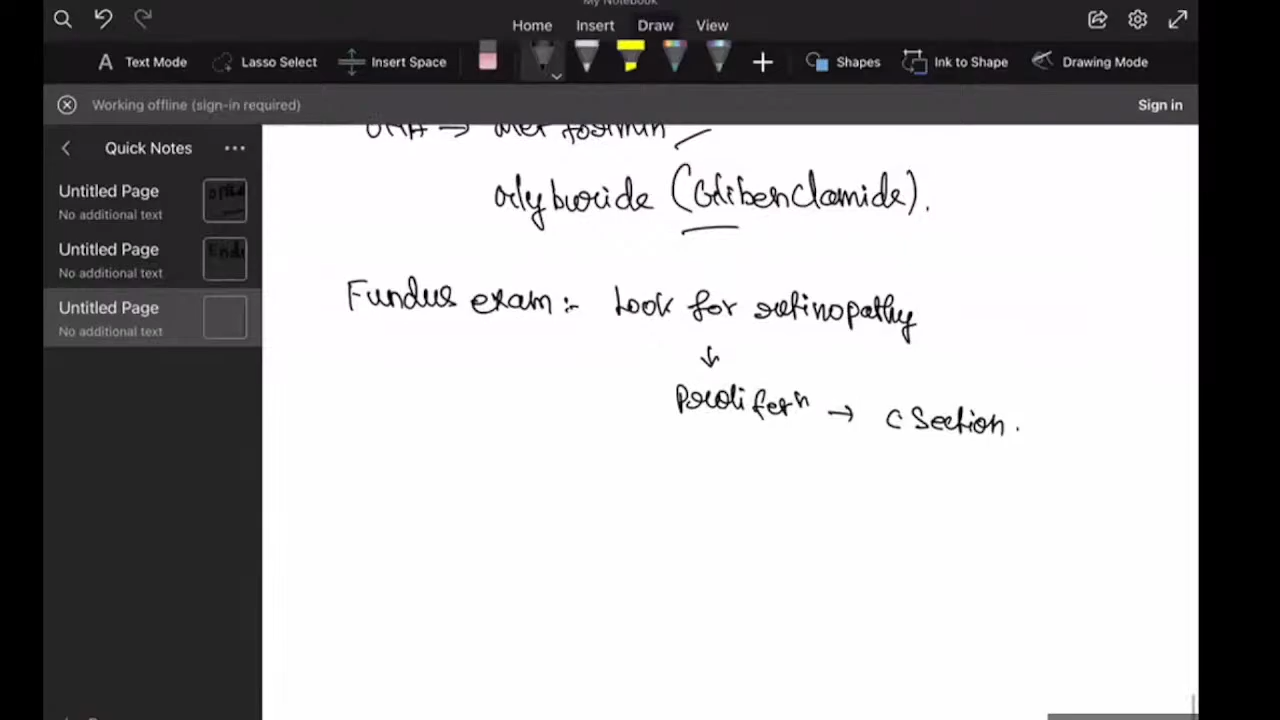 My Notebook
Home Insert Draw View
Text Mode Lasso Select Insert Space Shapes Ink to Shape Drawing Mode
Working offline (sign-in required) Sign in
Quick Notes
Untitled Page
No additional text
Untitled Page
No additional text
Untitled Page
No additional text
OHA → Metformin
Glyburide (Glibenclamide).
Fundus exam :- Look for retinopathy
↓
Prolifern → C Section.